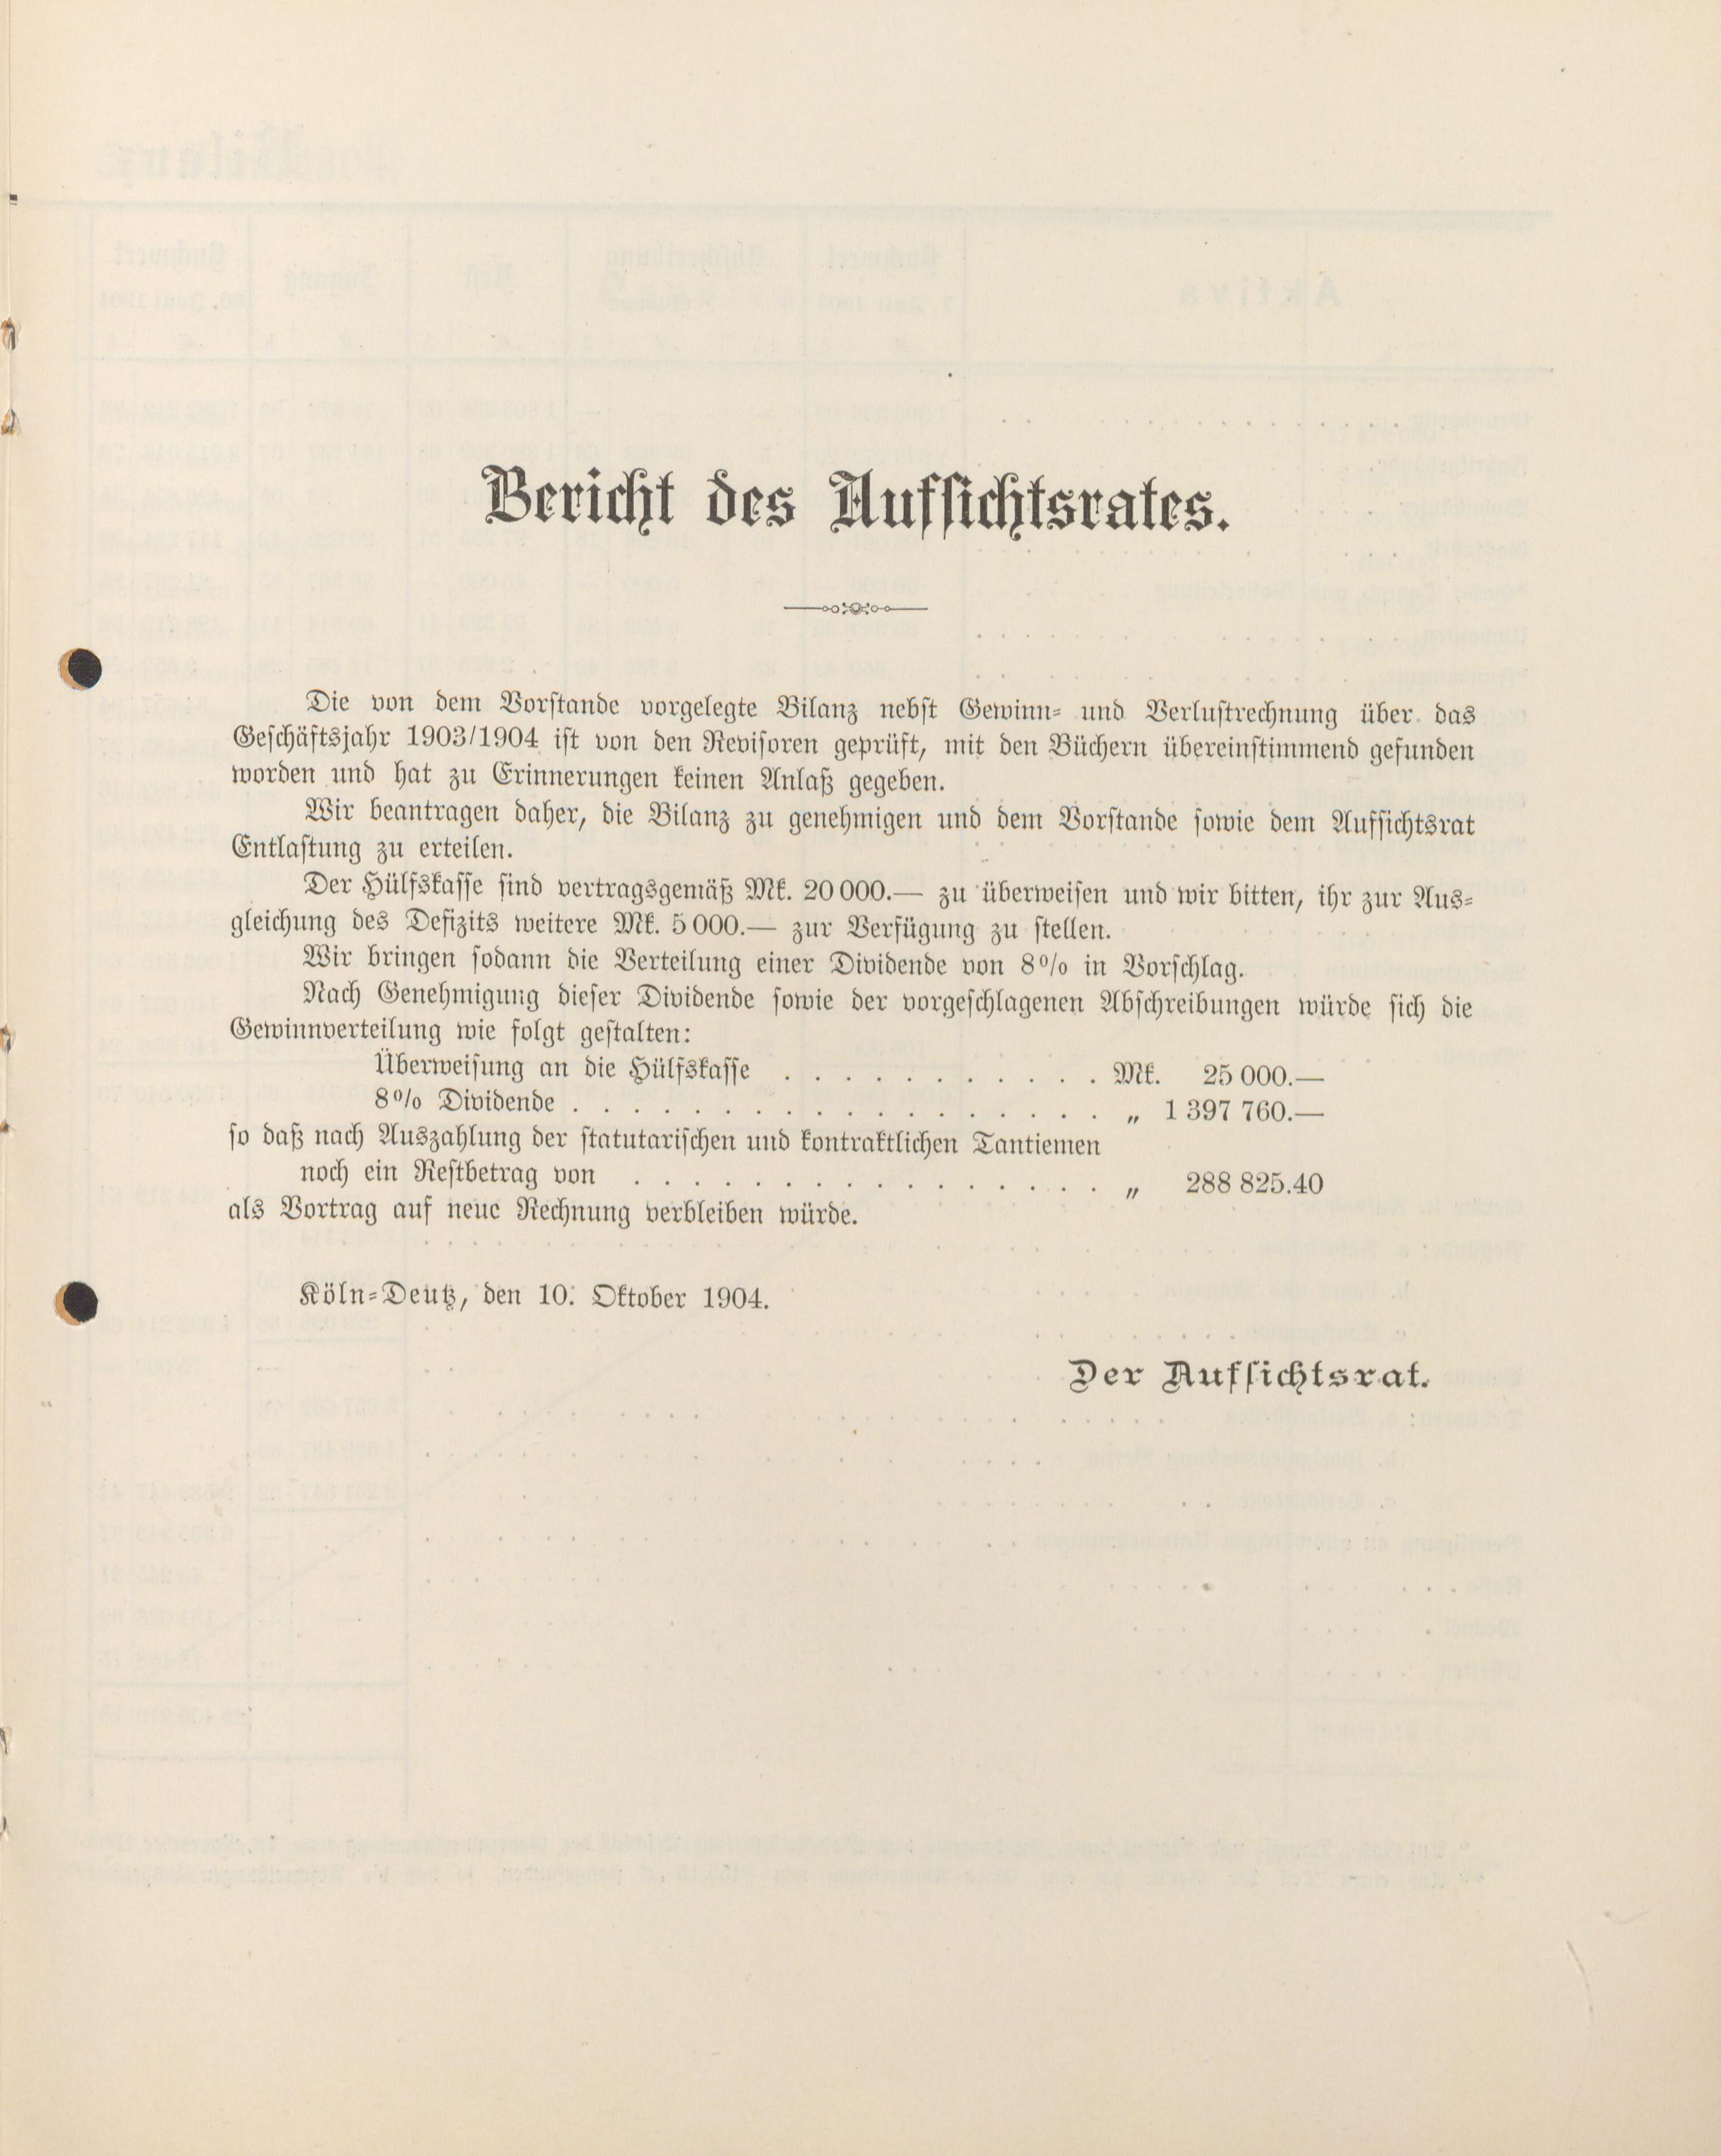 Bericht des Aufsichtsrates.
Die von dem Vorstande vorgelegte Bilanz nebst Gewinn- und Verlustrechnung über das
Geschäftsjahr 1903/1904 ist von den Revisoren geprüft, mit den Büchern übereinstimmend gefunden
worden und hat zu Erinnerungen keinen Anlaß gegeben.
Wir beantragen daher, die Bilanz zu genehmigen und dem Vorstande sowie dem Aufsichtsrat
Entlastung zu erteilen.
Der Hülfskasse sind vertragsgemäß Mk. 20 000.— zu überweisen und wir bitten, ihr zur Aus-
gleichung des Defizits weitere Mk. 5 000.— zur Verfügung zu stellen.
Wir bringen sodann die Verteilung einer Dividende von 8% in Vorschlag.
Nach Genehmigung dieser Dividende sowie der vorgeschlagenen Abschreibungen würde sich die
Gewinnverteilung wie folgt gestalten:
Überweisung an die Hülfskasse . . . . . . . . . . . Mk. 25 000.—
8% Dividende . . . . . . . . . . . . . . . . . . „ 1 397 760.—
so daß nach Auszahlung der statutarischen und kontraktlichen Tantiemen
noch ein Restbetrag von . . . . . . . . . . . . . . . . „ 288 825.40
als Vortrag auf neue Rechnung verbleiben würde.
Köln-Deutz, den 10. Oktober 1904.
Der Aufsichtsrat.